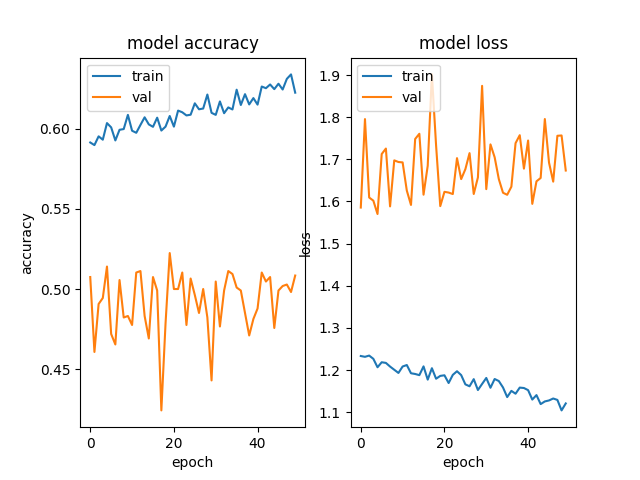 model accuracy
train
val
0.60
0.55
0.50
0.45
0
20
40
accuracy
epoch
model loss
train
val
1.9
1.8
1.7
1.6
1.5
1.4
1.3
1.2
1.1
0
20
40
loss
epoch